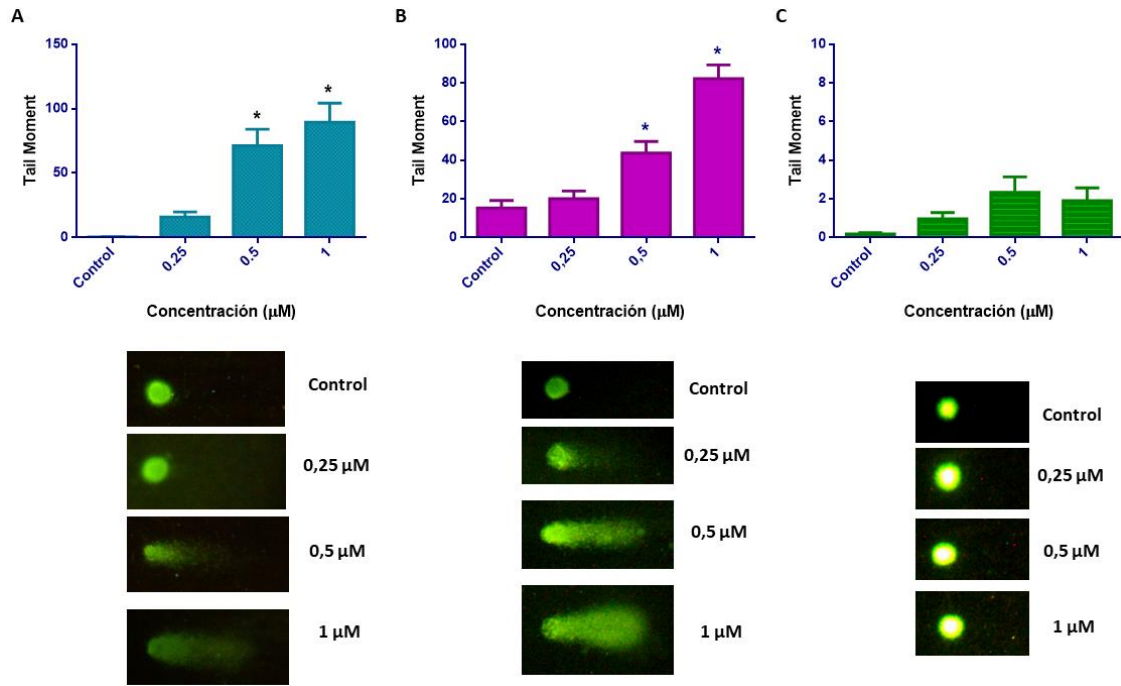 A
150
100
50
0
Tail Moment
*
*
Control
0.25
0.5
1
Concentración (µM)
Control
0,25 µM
0,5 µM
1 µM
B
100
80
60
40
20
0
Tail Moment
*
*
Control
0,25
0,5
1
Concentración (µM)
Control
0,25 µM
0,5 µM
1 µM
C
10
8
6
4
2
0
Tail Moment
Control
0.25
0.5
1
Concentración (µM)
Control
0,25 µM
0,5 µM
1 µM